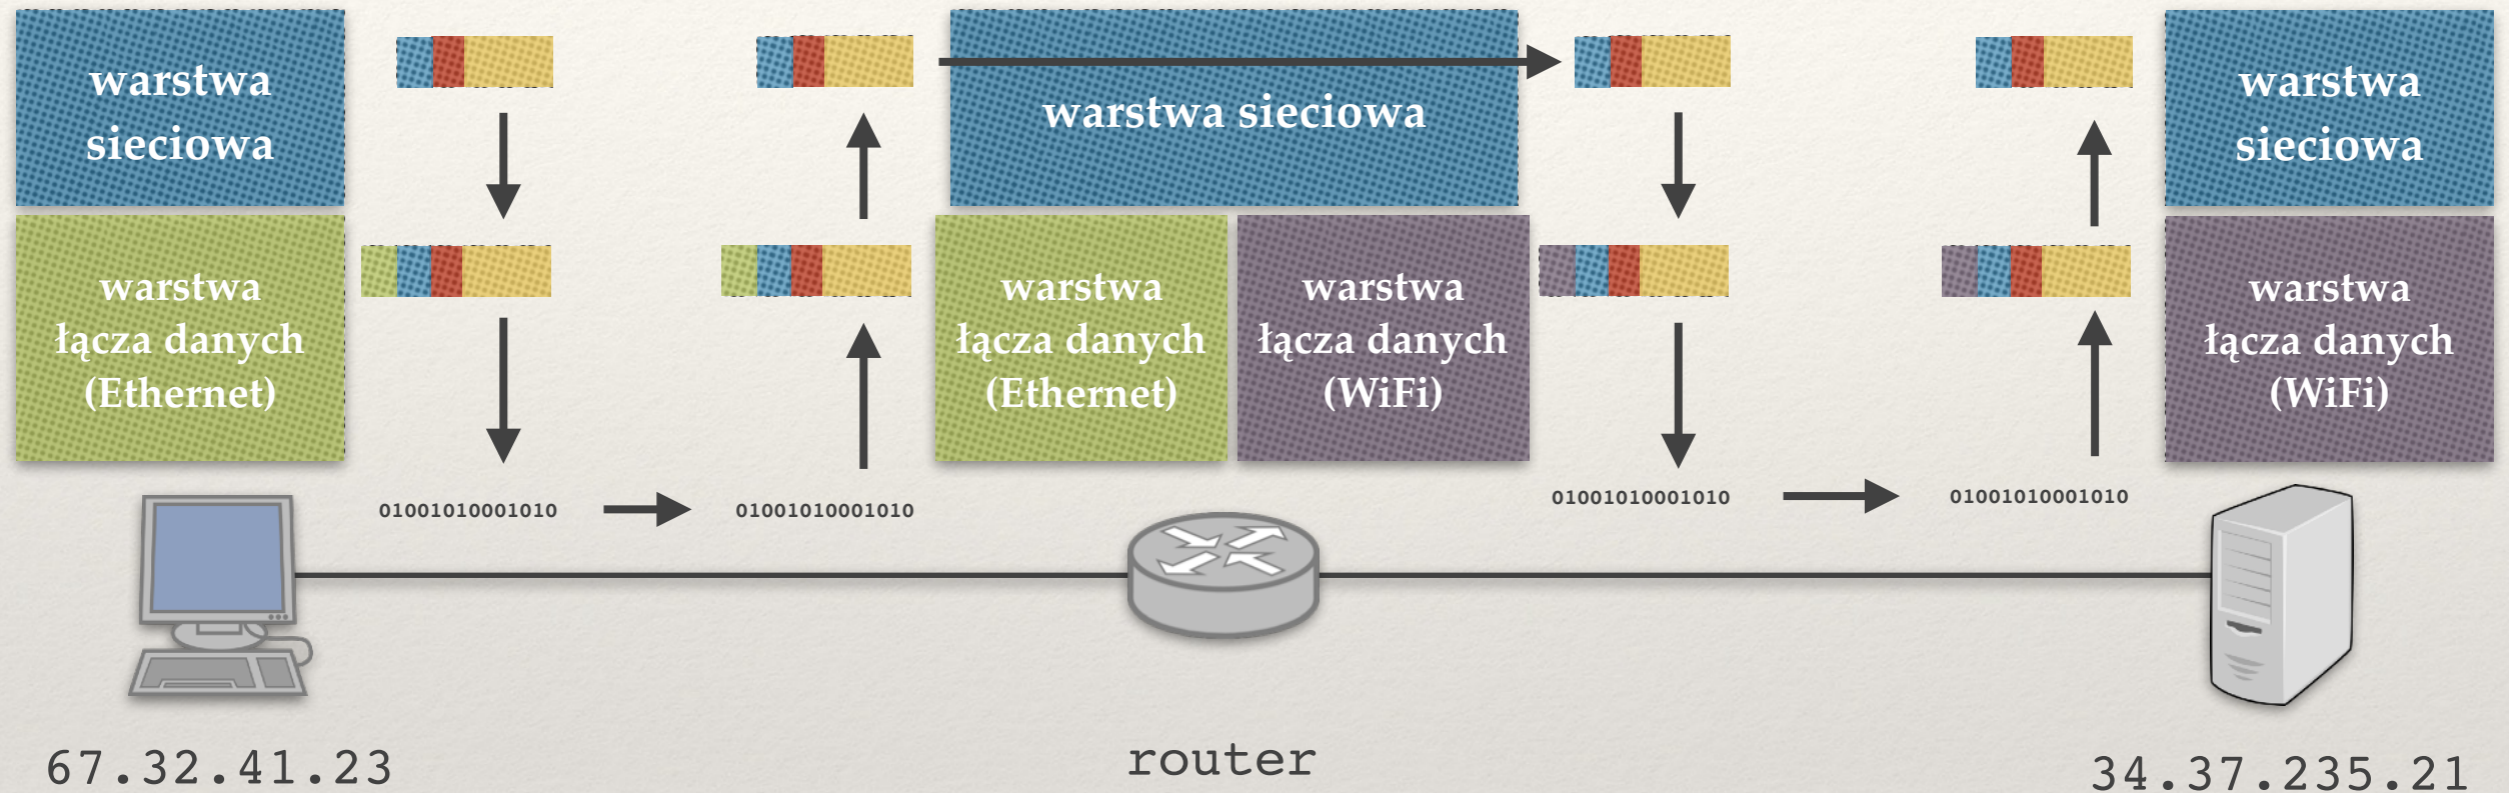 warstwa
sieciowa
warstwa sieciowa
warstwa
sieciowa
warstwa
łącza danych
(Ethernet)
warstwa
łącza danych
(Ethernet)
warstwa
łącza danych
(WiFi)
warstwa
łącza danych
(WiFi)
01001010001010
01001010001010
01001010001010
01001010001010
67.32.41.23
router
34.37.235.21